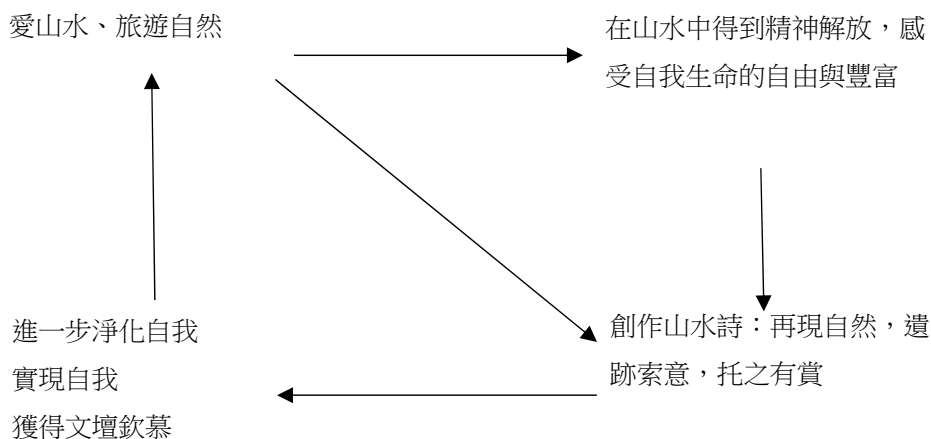 愛山水、旅遊自然
在山水中得到精神解放，感
受自我生命的自由與豐富
進一步淨化自我
實現自我
獲得文壇欽慕
創作山水詩：再現自然，遺
跡索意，托之有賞